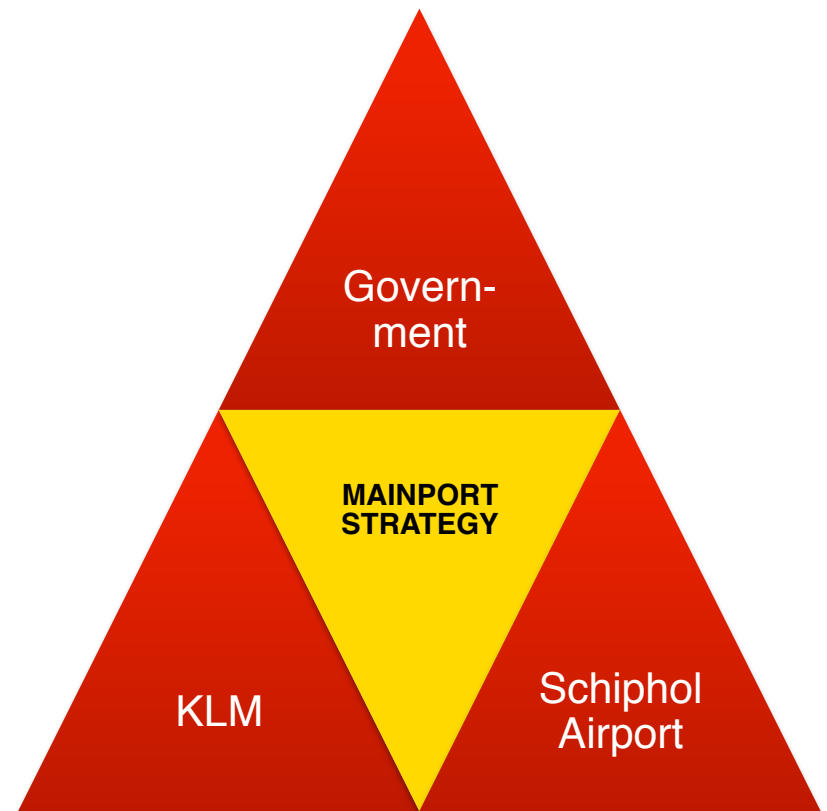 Govern-
ment
MAINPORT
STRATEGY
KLM
Schiphol
Airport